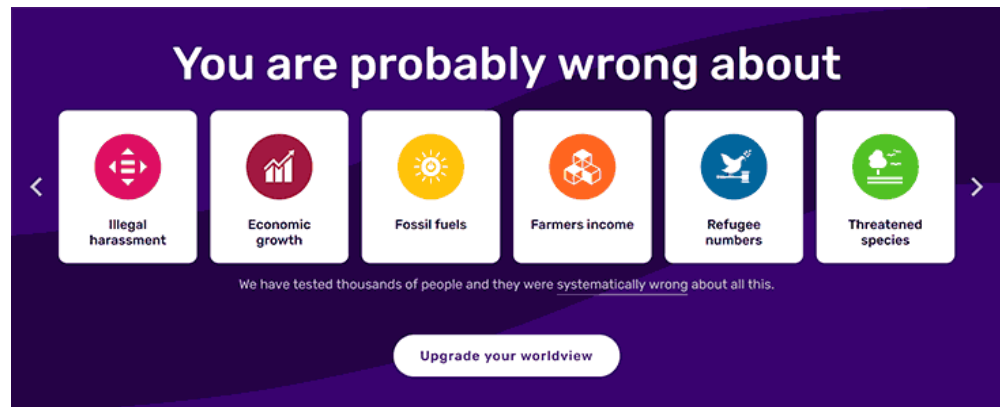 You are probably wrong about
Illegal
harassment
Economic
growth
Fossil fuels
Farmers income
Refugee
numbers
Threatened
species
We have tested thousands of people and they were systematically wrong about all this.
Upgrade your worldview